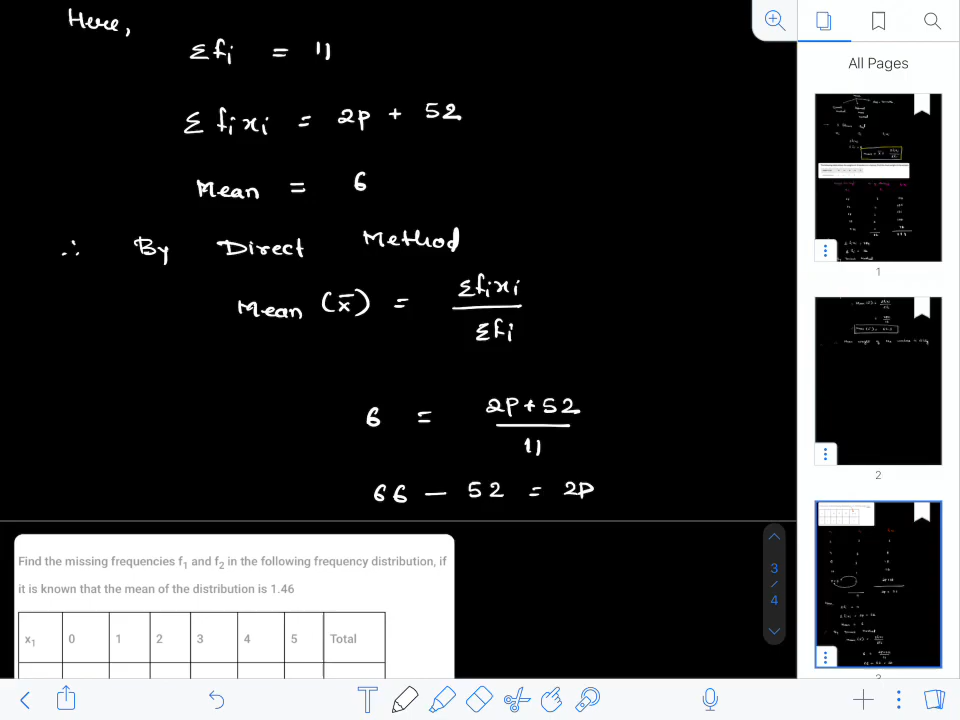 Here,
Σfi = 11
Σfixi = 2P + 52
Mean = 6
∴ By Direct Method
Mean (x̄) = Σfixi / Σfi
6 = 2P+52 / 11
66 — 52 = 2P
Find the missing frequencies f₁ and f₂ in the following frequency distribution, if
it is known that the mean of the distribution is 1.46
x₁ 0 1 2 3 4 5 Total
3 / 4
All Pages
1
2
T